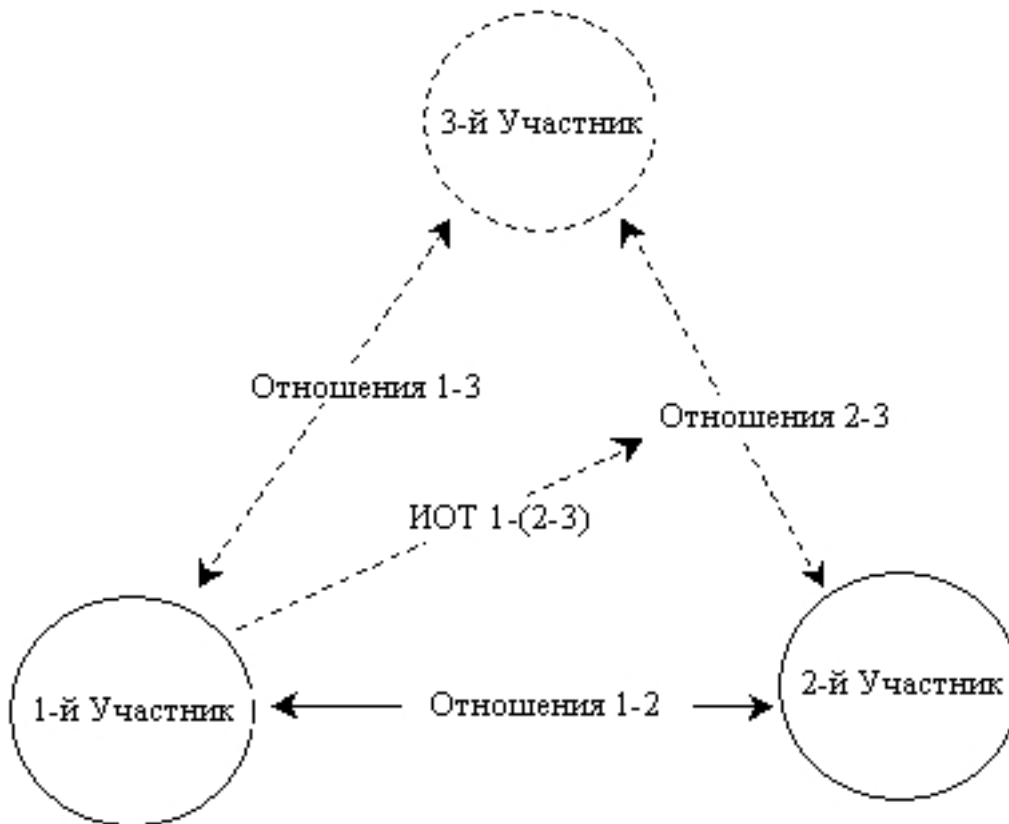 3-й Участник
Отношения 1-3
Отношения 2-3
ИОТ 1-(2-3)
1-й Участник
Отношения 1-2
2-й Участник